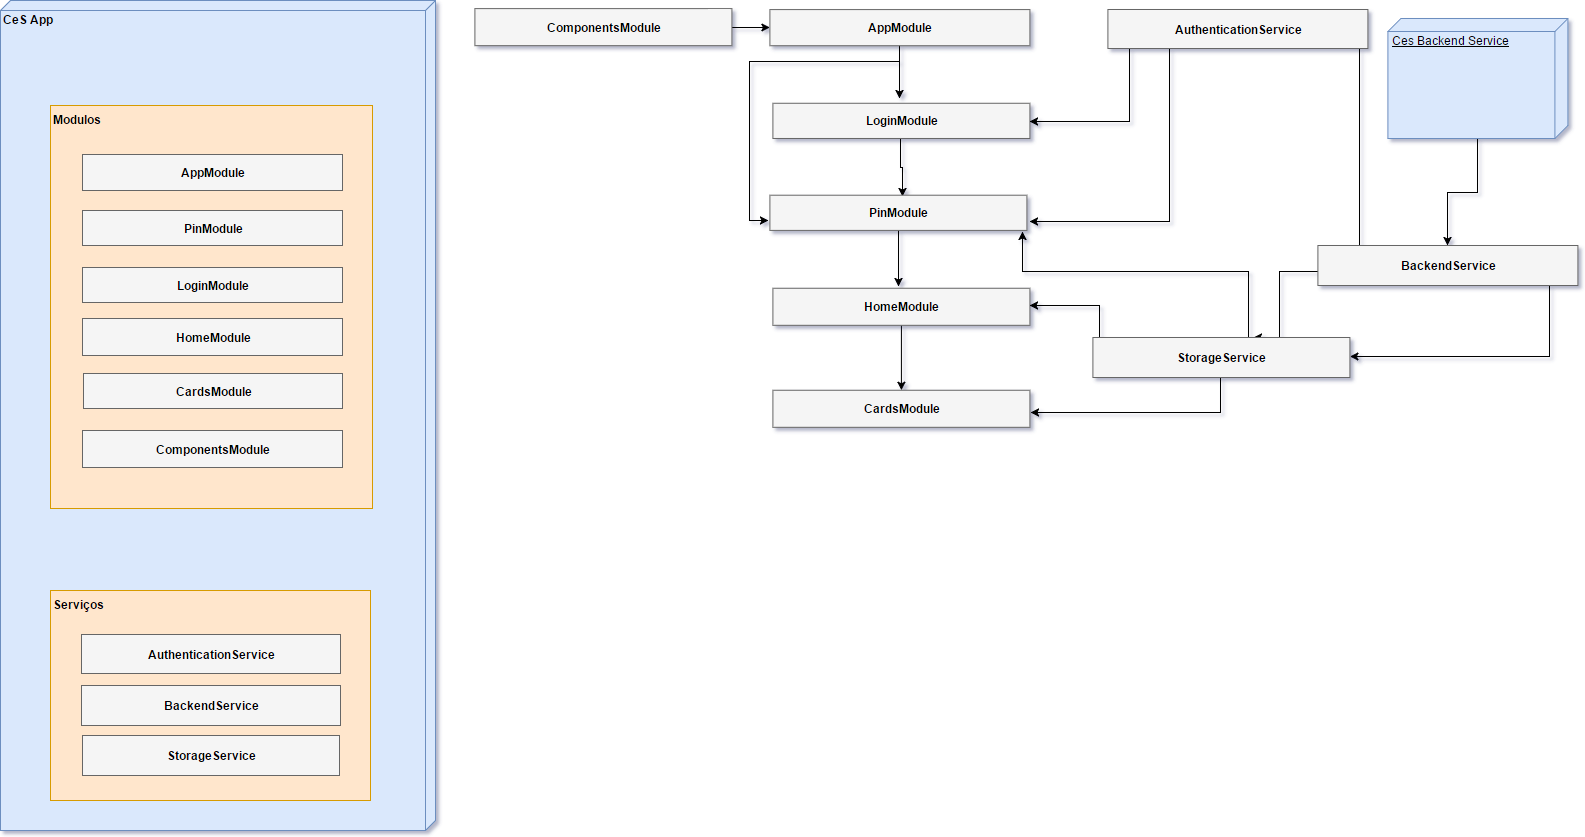 CeS App
Modulos
AppModule
PinModule
LoginModule
HomeModule
CardsModule
ComponentsModule
Serviços
AuthenticationService
BackendService
StorageService
ComponentsModule
AppModule
AuthenticationService
Ces Backend Service
LoginModule
PinModule
BackendService
HomeModule
StorageService
CardsModule